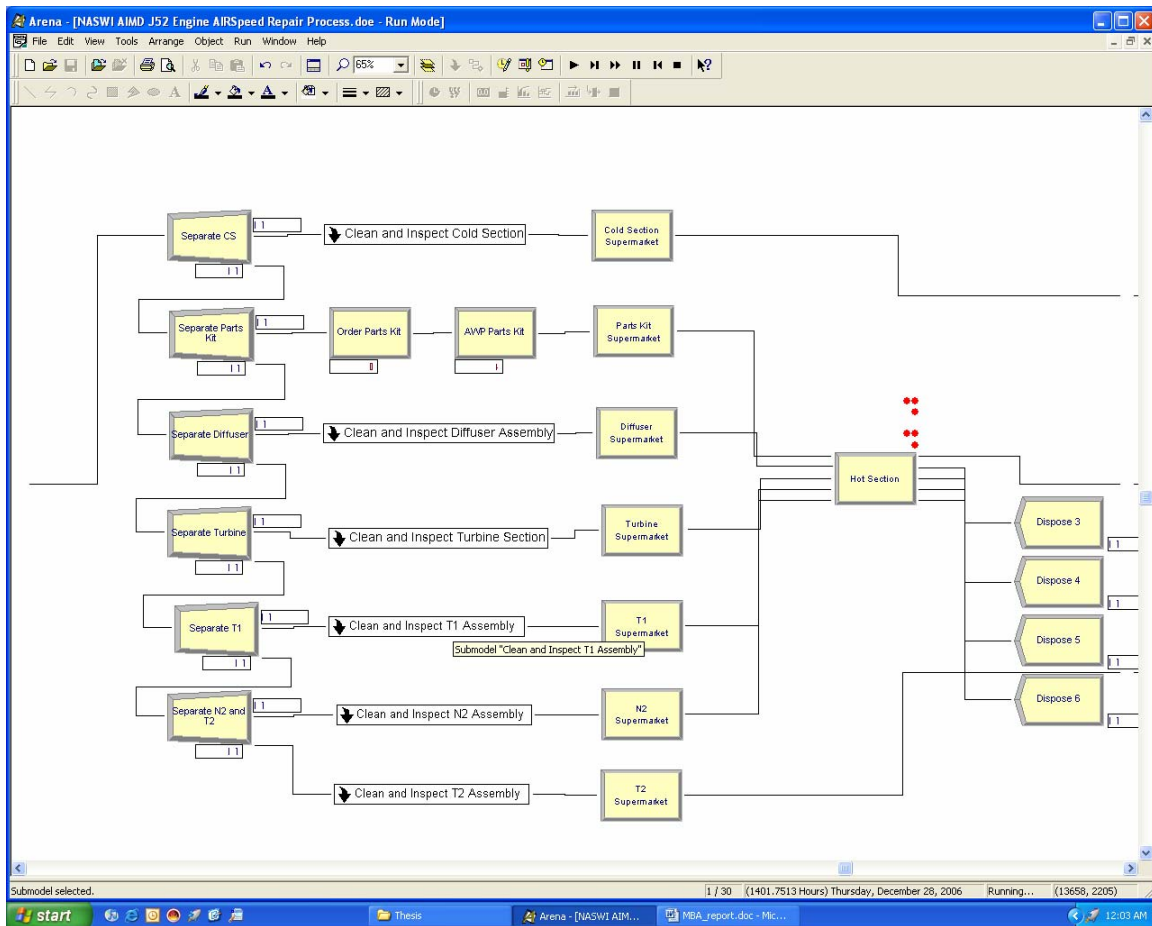 Arena - [NASWI AIMD J52 Engine AIRSpeed Repair Process.doe - Run Mode]
File Edit View Tools Arrange Object Run Window Help
65%
Separate CS
Clean and Inspect Cold Section
Cold Section
Supermarket
Separate Parts
Kit
Order Parts Kit
AWP Parts Kit
Parts Kit
Supermarket
Separate Diffuser
Clean and Inspect Diffuser Assembly
Diffuser
Supermarket
Hot Section
Separate Turbine
Clean and Inspect Turbine Section
Turbine
Supermarket
Dispose 3
Dispose 4
Separate T1
Clean and Inspect T1 Assembly
T1
Supermarket
Submodel "Clean and Inspect T1 Assembly"
Dispose 5
Separate N2 and
T2
Clean and Inspect N2 Assembly
N2
Supermarket
Dispose 6
Clean and Inspect T2 Assembly
T2
Supermarket
Submodel selected.
1 / 30 (1401.7513 Hours) Thursday, December 28, 2006 Running... (13658, 2205)
start Thesis Arena - [NASWI AIM... MBA_report.doc - Mic... 12:03 AM